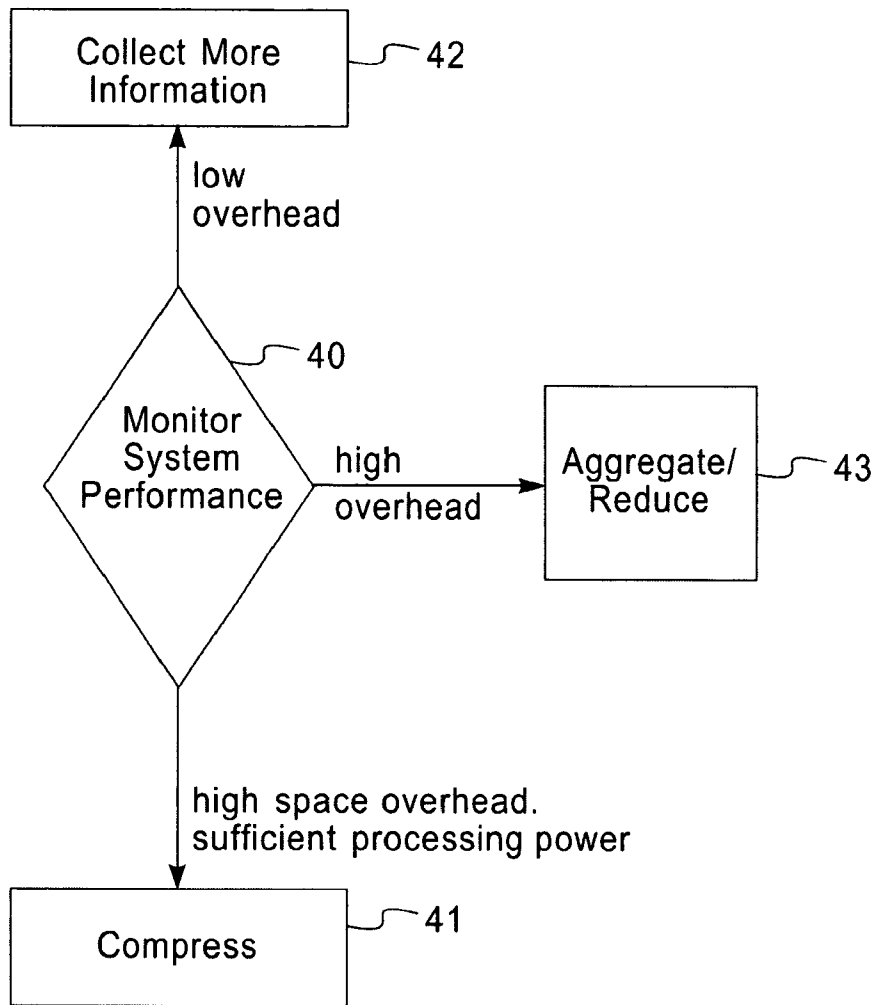 Collect More
Information
42
low
overhead
40
Monitor
System
Performance
high
overhead
Aggregate/
Reduce
43
high space overhead.
sufficient processing power
Compress
41